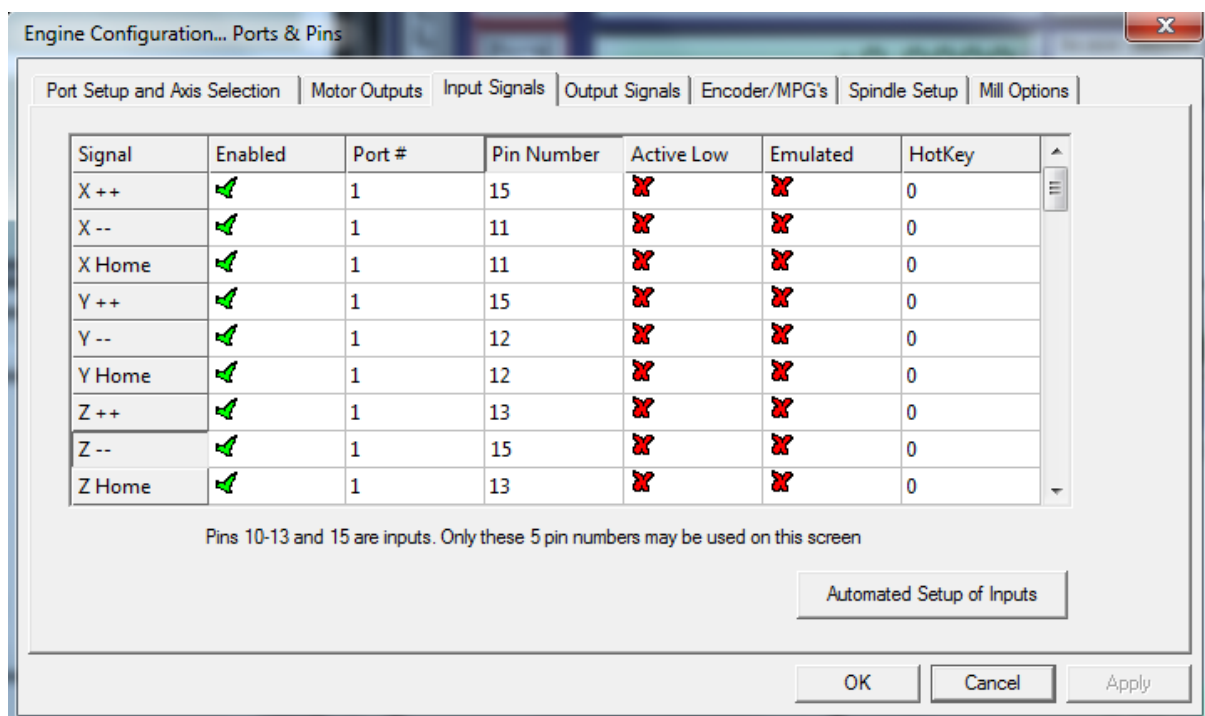 Engine Configuration... Ports & Pins
Port Setup and Axis Selection Motor Outputs Input Signals Output Signals Encoder/MPG's Spindle Setup Mill Options
Signal Enabled Port # Pin Number Active Low Emulated HotKey
X ++ 1 15 0
X -- 1 11 0
X Home 1 11 0
Y ++ 1 15 0
Y -- 1 12 0
Y Home 1 12 0
Z ++ 1 13 0
Z -- 1 15 0
Z Home 1 13 0
Pins 10-13 and 15 are inputs. Only these 5 pin numbers may be used on this screen
Automated Setup of Inputs
OK Cancel Apply